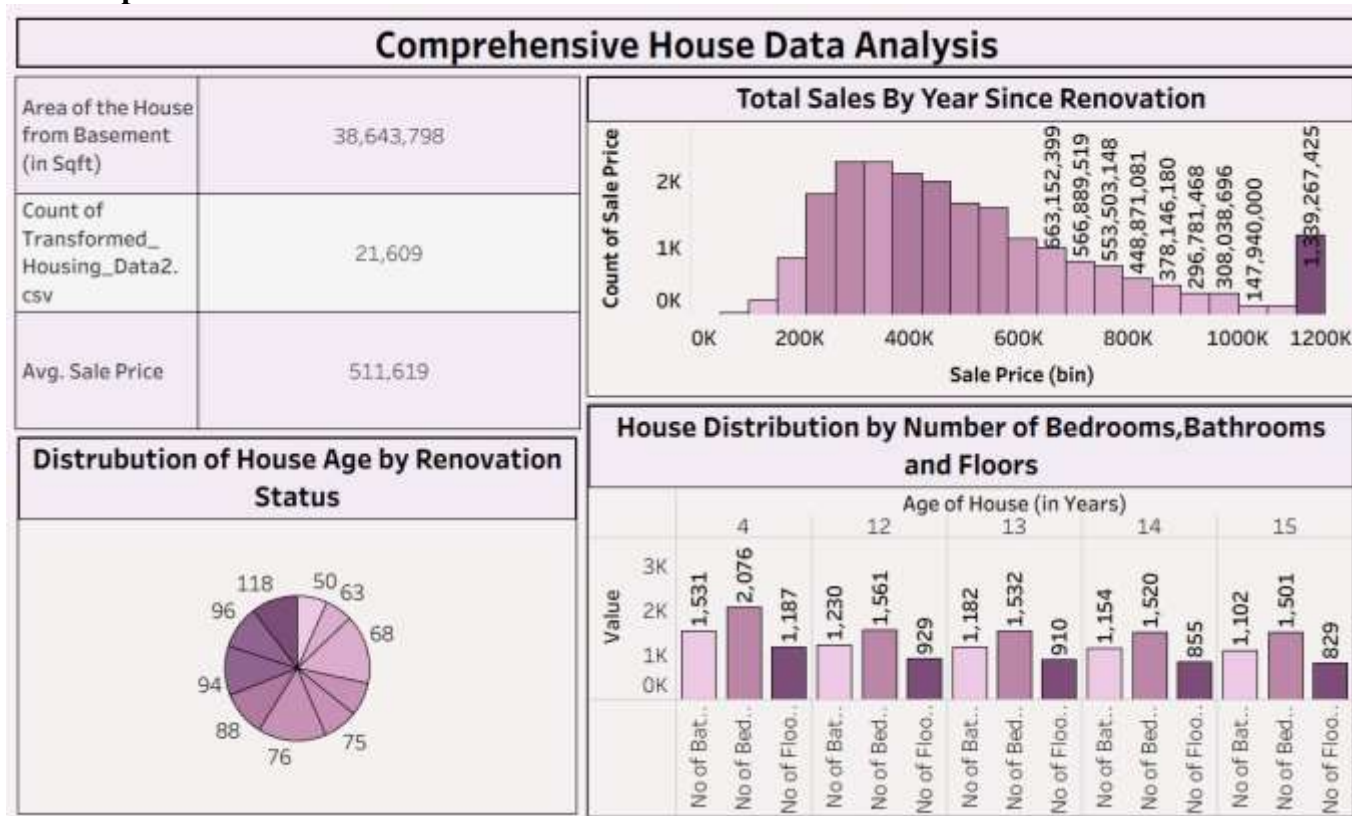 Comprehensive House Data Analysis
Area of the House
from Basement
(in Sqft)
38,643,798
Count of
Transformed_
Housing_Data2.
csv
21,609
Avg. Sale Price
511,619
Total Sales By Year Since Renovation
Count of Sale Price
2K
1K
0K
663,152,399
566,889,519
553,503,148
448,871,081
378,146,180
296,781,468
308,038,696
147,940,000
1,339,267,425
0K 200K 400K 600K 800K 1000K 1200K
Sale Price (bin)
Distrubution of House Age by Renovation
Status
118
50
63
96
68
94
88
76
75
House Distribution by Number of Bedrooms,Bathrooms
and Floors
Age of House (in Years)
4 12 13 14 15
Value
3K
2K
1K
0K
1,531
2,076
1,187
1,230
1,561
929
1,182
1,532
910
1,154
1,520
855
1,102
1,501
829
No of Bat..
No of Bed..
No of Floo..
No of Bat..
No of Bed..
No of Floo..
No of Bat..
No of Bed..
No of Floo..
No of Bat..
No of Bed..
No of Floo..
No of Bat..
No of Bed..
No of Floo..